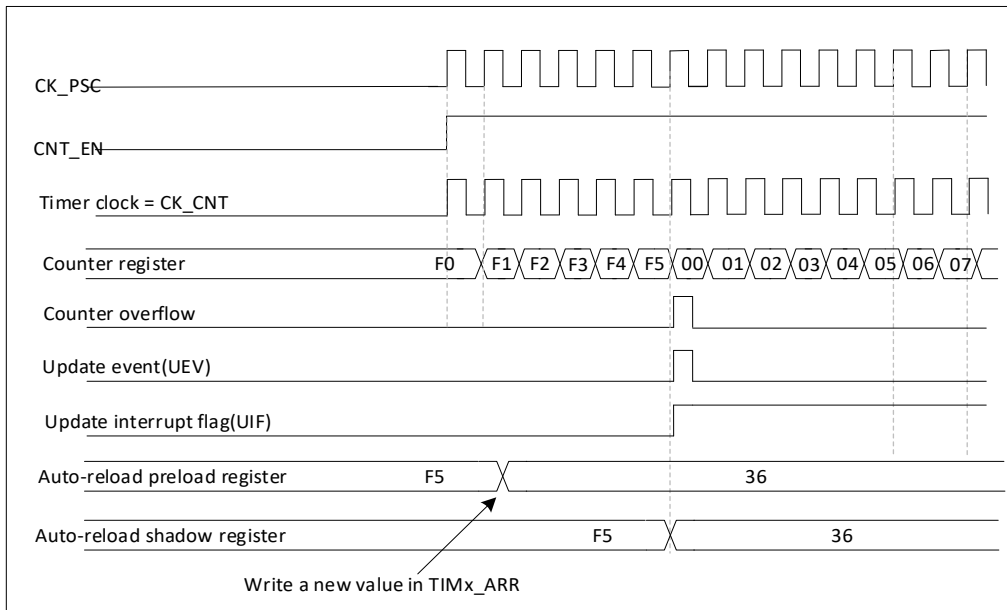 CK_PSC
CNT_EN
Timer clock = CK_CNT
Counter register F0 F1 F2 F3 F4 F5 00 01 02 03 04 05 06 07
Counter overflow
Update event(UEV)
Update interrupt flag(UIF)
Auto-reload preload register F5 36
Auto-reload shadow register F5 36
Write a new value in TIMx_ARR